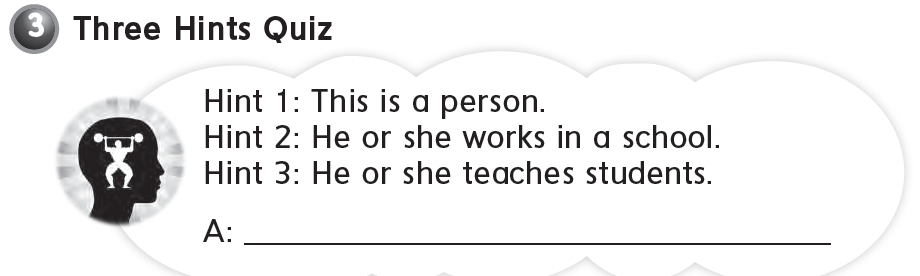 3 Three Hints Quiz
Hint 1: This is a person.
Hint 2: He or she works in a school.
Hint 3: He or she teaches students.
A: